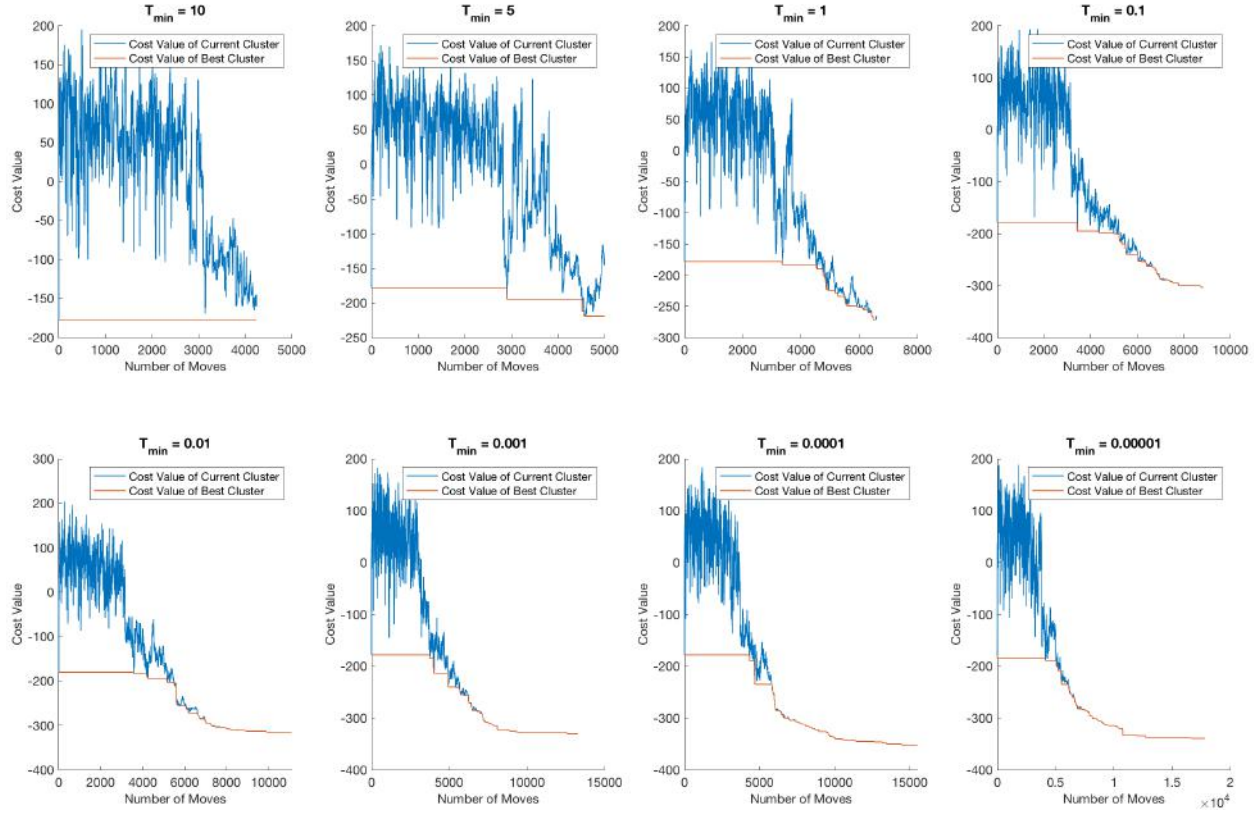 T_min = 10
Cost Value of Current Cluster
Cost Value of Best Cluster
200
150
100
50
0
-50
-100
-150
-200
Cost Value
0 1000 2000 3000 4000 5000
Number of Moves
T_min = 5
Cost Value of Current Cluster
Cost Value of Best Cluster
200
150
100
50
0
-50
-100
-150
-200
-250
Cost Value
0 1000 2000 3000 4000 5000
Number of Moves
T_min = 1
Cost Value of Current Cluster
Cost Value of Best Cluster
200
150
100
50
0
-50
-100
-150
-200
-250
-300
Cost Value
0 2000 4000 6000 8000
Number of Moves
T_min = 0.1
Cost Value of Current Cluster
Cost Value of Best Cluster
200
100
0
-100
-200
-300
-400
Cost Value
0 2000 4000 6000 8000 10000
Number of Moves
T_min = 0.01
Cost Value of Current Cluster
Cost Value of Best Cluster
300
200
100
0
-100
-200
-300
-400
Cost Value
0 2000 4000 6000 8000 10000
Number of Moves
T_min = 0.001
Cost Value of Current Cluster
Cost Value of Best Cluster
200
100
0
-100
-200
-300
-400
Cost Value
0 5000 10000 15000
Number of Moves
T_min = 0.0001
Cost Value of Current Cluster
Cost Value of Best Cluster
200
100
0
-100
-200
-300
-400
Cost Value
0 5000 10000 15000
Number of Moves
T_min = 0.00001
Cost Value of Current Cluster
Cost Value of Best Cluster
200
100
0
-100
-200
-300
-400
Cost Value
0 0.5 1 1.5 2
Number of Moves
×10^4